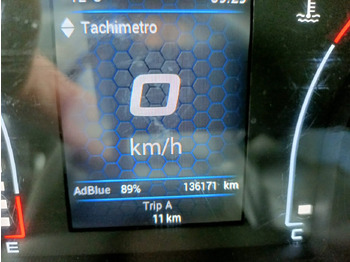 Tachimetro
0
km/h
AdBlue 89% 136171 km
Trip A
11 km
E C